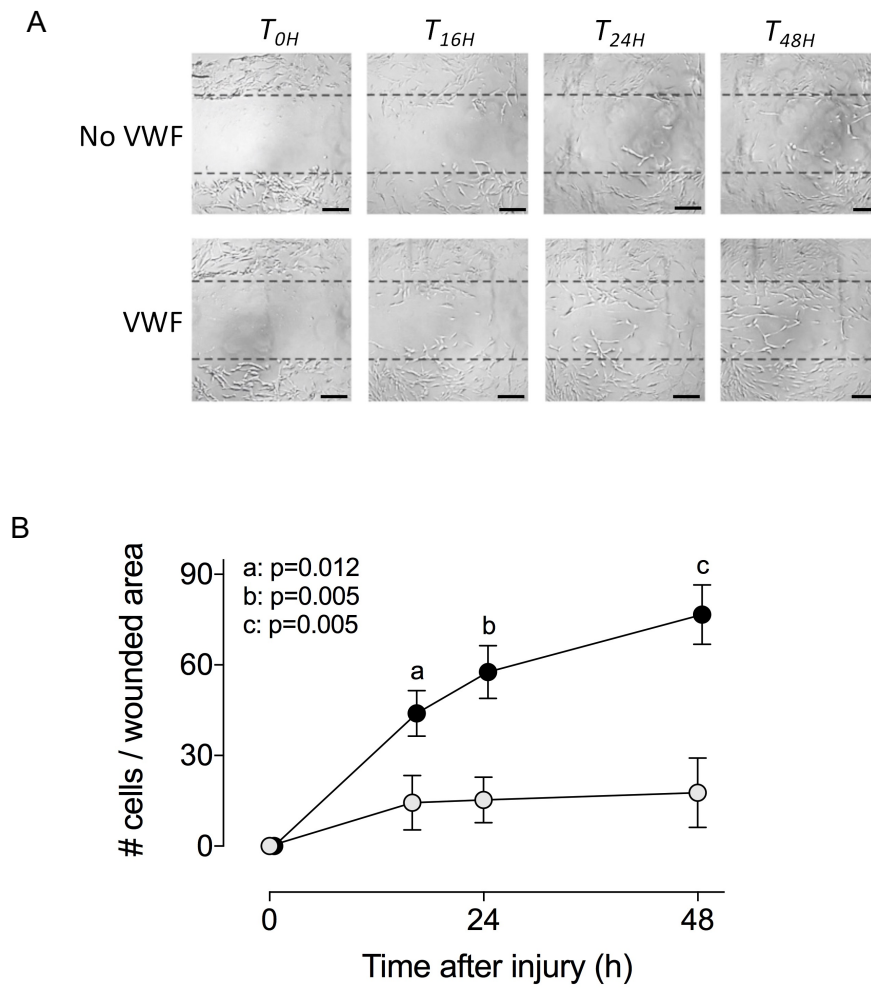 A
T0H T16H T24H T48H
No VWF
VWF
B
# cells / wounded area
90
60
30
0
a: p=0.012
b: p=0.005
c: p=0.005
a
b
c
0 24 48
Time after injury (h)